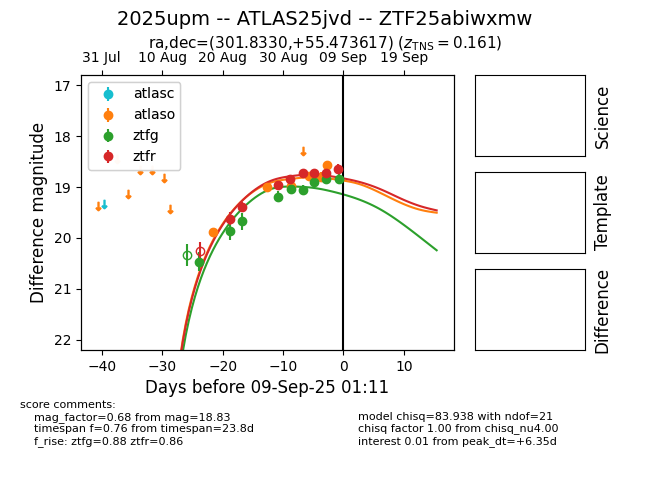 2025upm -- ATLAS25jvd -- ZTF25abiwxmw
ra,dec=(301.8330,+55.473617) (z_TNS = 0.161)
31 Jul 10 Aug 20 Aug 30 Aug 09 Sep 19 Sep
atlasc
atlaso
ztfg
ztfr
17
18
19
20
21
22
Difference magnitude
−40 −30 −20 −10 0 10
Days before 09-Sep-25 01:11
Science
Template
Difference
score comments:
mag_factor=0.68 from mag=18.83
timespan f=0.76 from timespan=23.8d
f_rise: ztfg=0.88 ztfr=0.86
model chisq=83.938 with ndof=21
chisq factor 1.00 from chisq_nu4.00
interest 0.01 from peak_dt=+6.35d